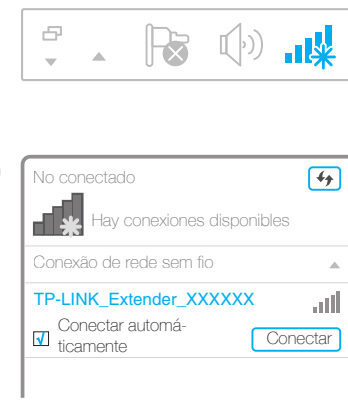 No conectado
Hay conexiones disponibles
Conexão de rede sem fio
TP-LINK_Extender_XXXXXX
Conectar automá-
ticamente
Conectar